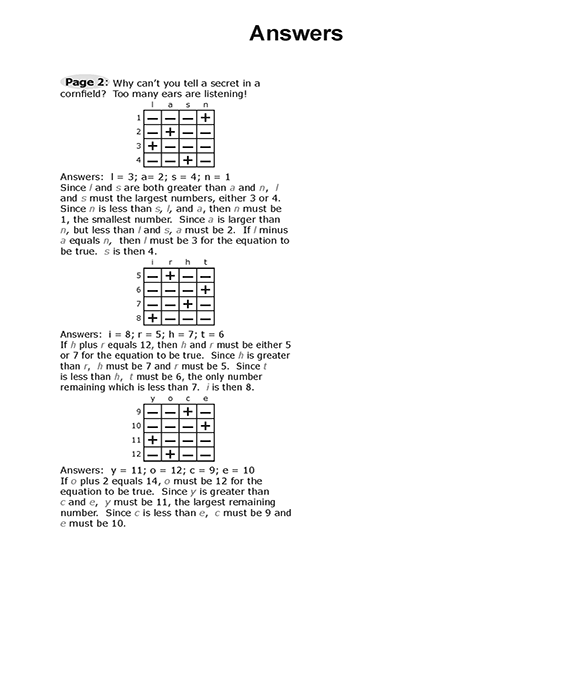 Answers
Page 2: Why can't you tell a secret in a
cornfield? Too many ears are listening!
l a s n
1 — — — +
2 — + — —
3 + — — —
4 — — + —
Answers: l = 3; a= 2; s = 4; n = 1
Since l and s are both greater than a and n, l
and s must the largest numbers, either 3 or 4.
Since n is less than s, l, and a, then n must be
1, the smallest number. Since a is larger than
n, but less than l and s, a must be 2. If l minus
a equals n, then l must be 3 for the equation to
be true. s is then 4.
i r h t
5 — + — —
6 — — — +
7 — — + —
8 + — — —
Answers: i = 8; r = 5; h = 7; t = 6
If h plus r equals 12, then h and r must be either 5
or 7 for the equation to be true. Since h is greater
than r, h must be 7 and r must be 5. Since t
is less than h, t must be 6, the only number
remaining which is less than 7. i is then 8.
y o c e
9 — — + —
10 — — — +
11 + — — —
12 — + — —
Answers: y = 11; o = 12; c = 9; e = 10
If o plus 2 equals 14, o must be 12 for the
equation to be true. Since y is greater than
c and e, y must be 11, the largest remaining
number. Since c is less than e, c must be 9 and
e must be 10.